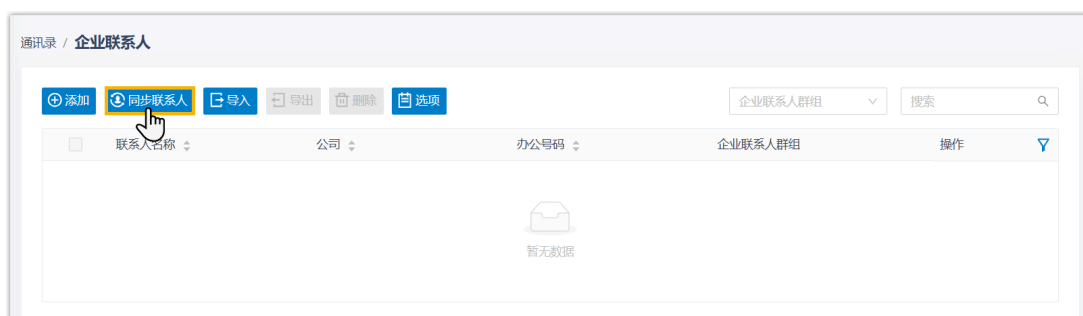 通讯录 / 企业联系人
添加 同步联系人 导入 导出 删除 选项 企业联系人群组 搜索
联系人名称 公司 办公号码 企业联系人群组 操作
暂无数据